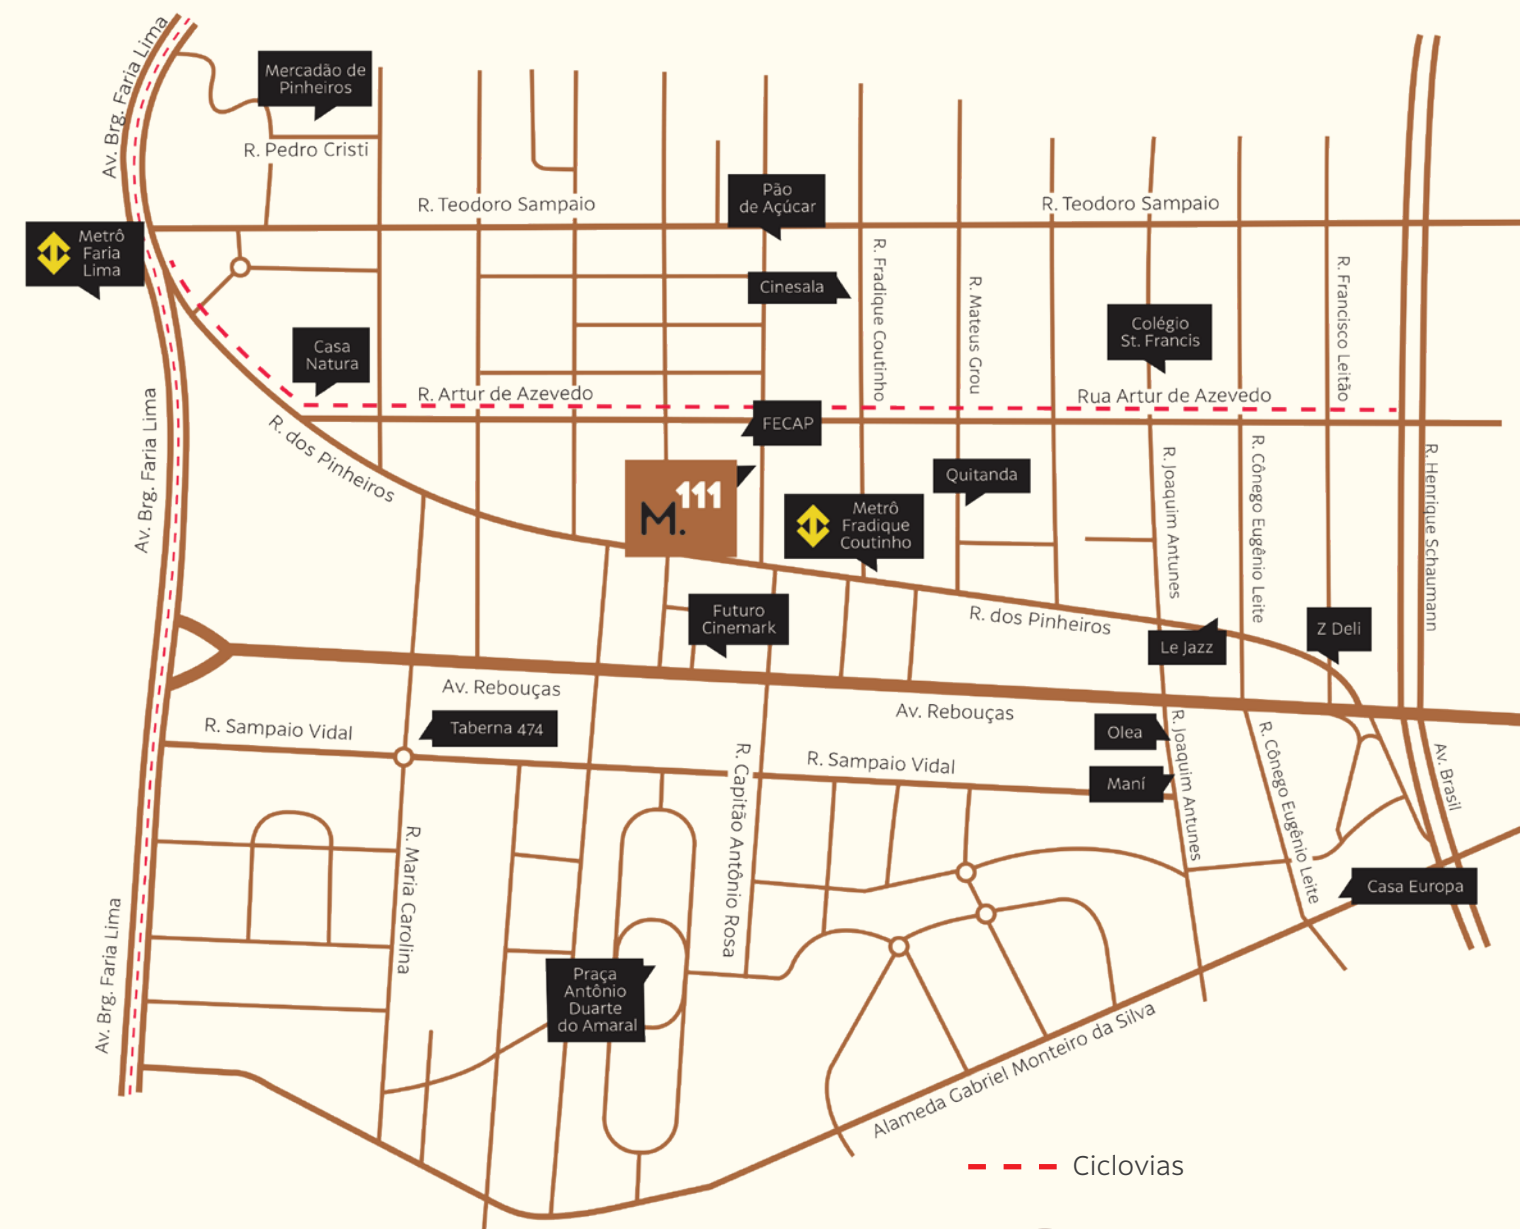 Av. Brg. Faria Lima
Mercadão de
Pinheiros
R. Pedro Cristi
R. Teodoro Sampaio
Pão
de Açúcar
R. Teodoro Sampaio
Metrô
Faria
Lima
Cinesala
R. Fradique Coutinho
R. Mateus Grou
Colégio
St. Francis
R. Francisco Leitão
Casa
Natura
R. Artur de Azevedo
Rua Artur de Azevedo
Av. Brg. Faria Lima
R. dos Pinheiros
FECAP
M.111
Quitanda
Metrô
Fradique
Coutinho
R. Joaquim Antunes
R. Cônego Eugênio Leite
R. Henrique Schaumann
Futuro
Cinemark
R. dos Pinheiros
Le Jazz
Z Deli
Av. Rebouças
Av. Rebouças
R. Sampaio Vidal
Taberna 474
R. Capitão Antônio Rosa
R. Sampaio Vidal
Olea
Maní
R. Joaquim Antunes
R. Cônego Eugênio Leite
Av. Brasil
R. Maria Carolina
Casa Europa
Av. Brg. Faria Lima
Praça
Antônio
Duarte
do Amaral
Alameda Gabriel Monteiro da Silva
Ciclovias